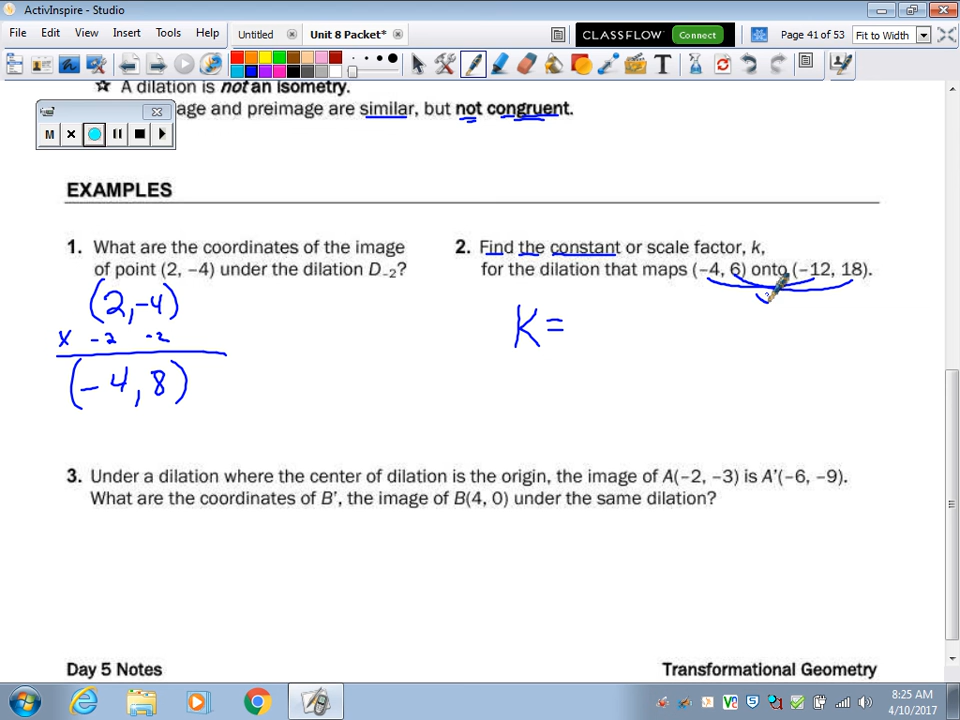 ActivInspire - Studio
File Edit View Insert Tools Help Untitled Unit 8 Packet* CLASSFLOW Connect Page 41 of 53 Fit to Width
☆ A dilation is not an isometry.
age and preimage are similar, but not congruent.
M
EXAMPLES
1. What are the coordinates of the image
of point (2, −4) under the dilation D₋₂?
(2, -4)
x -2 -2
(-4, 8)
2. Find the constant or scale factor, k,
for the dilation that maps (−4, 6) onto (−12, 18).
K =
3. Under a dilation where the center of dilation is the origin, the image of A(−2, −3) is A'(−6, −9).
What are the coordinates of B', the image of B(4, 0) under the same dilation?
Day 5 Notes Transformational Geometry
8:25 AM
4/10/2017